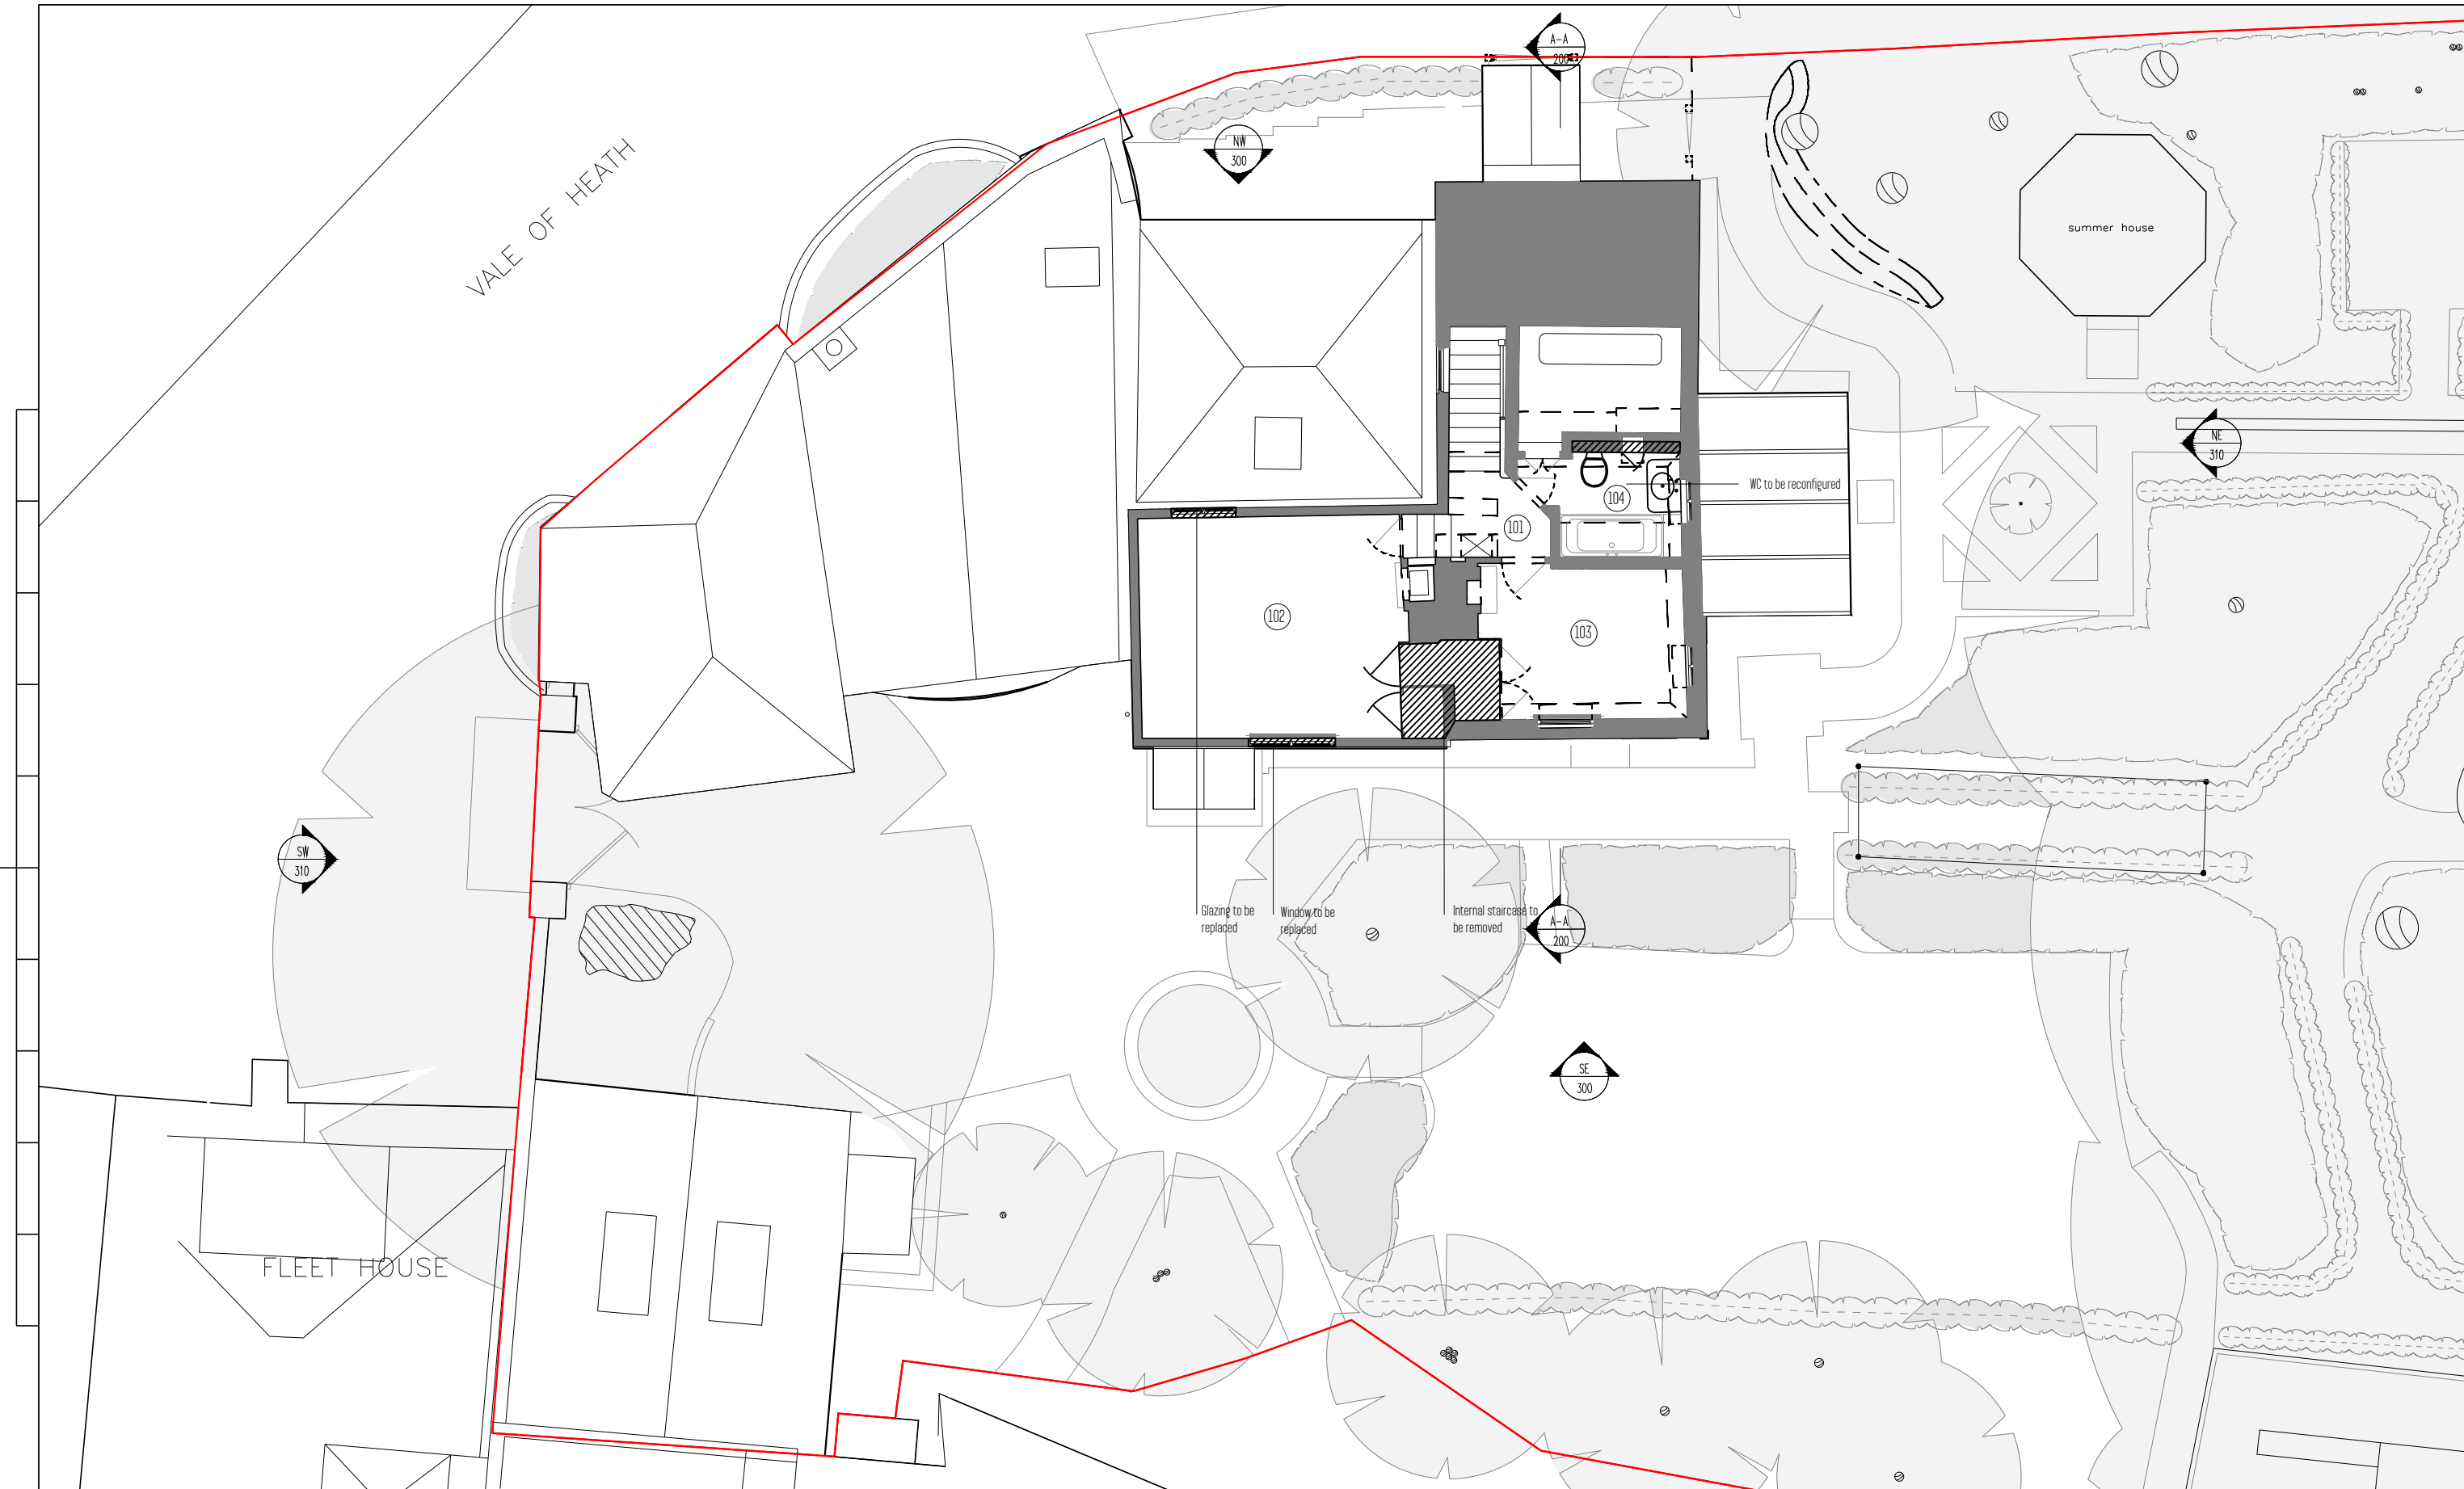 A-A
200
VALE OF HEATH
NW
300
summer house
NE
310
WC to be reconfigured
104
101
102
103
SW
310
Glazing to be
replaced
Window to be
replaced
Internal staircase to
be removed
A-A
200
SE
300
FLEET HOUSE